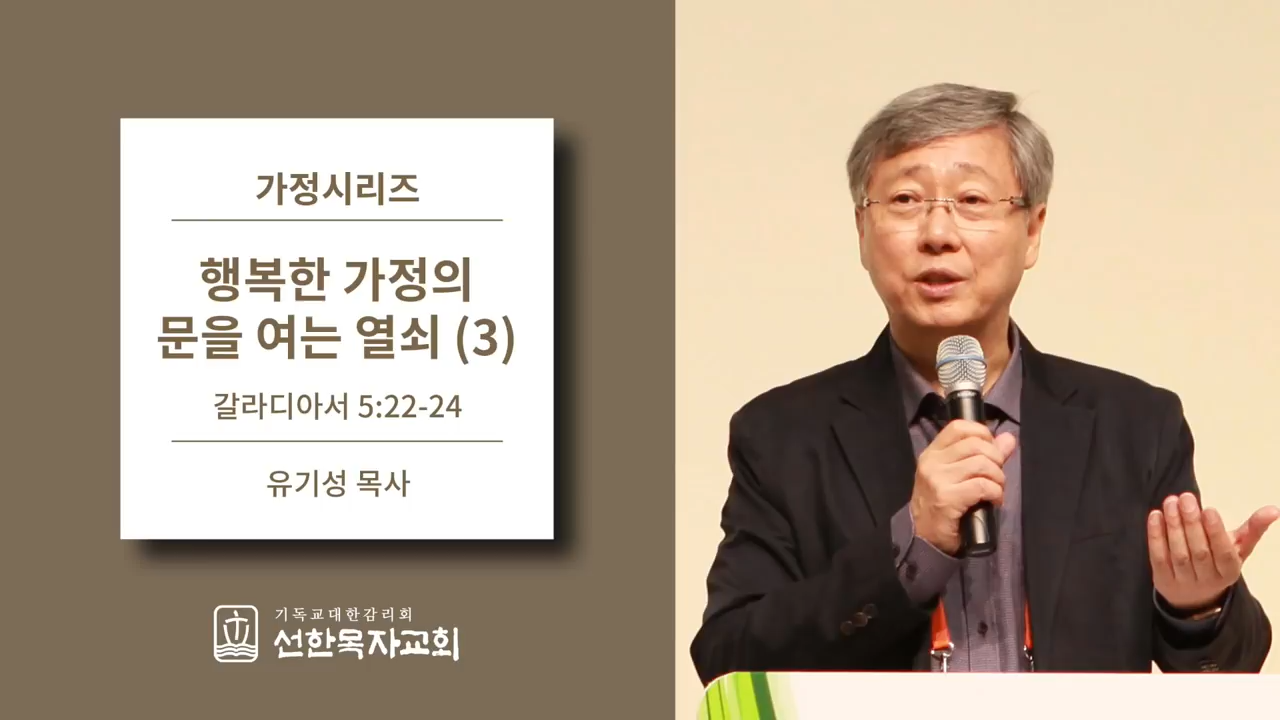 가정시리즈
행복한 가정의
문을 여는 열쇠 (3)
갈라디아서 5:22-24
유기성 목사
기독교대한감리회
선한목자교회